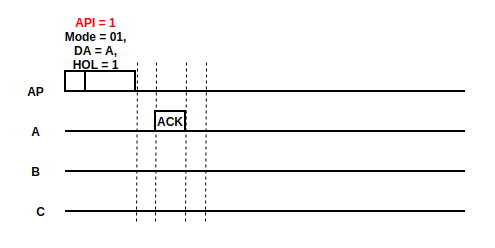 API = 1
Mode = 01,
DA = A,
HOL = 1
AP
A
ACK
B
C